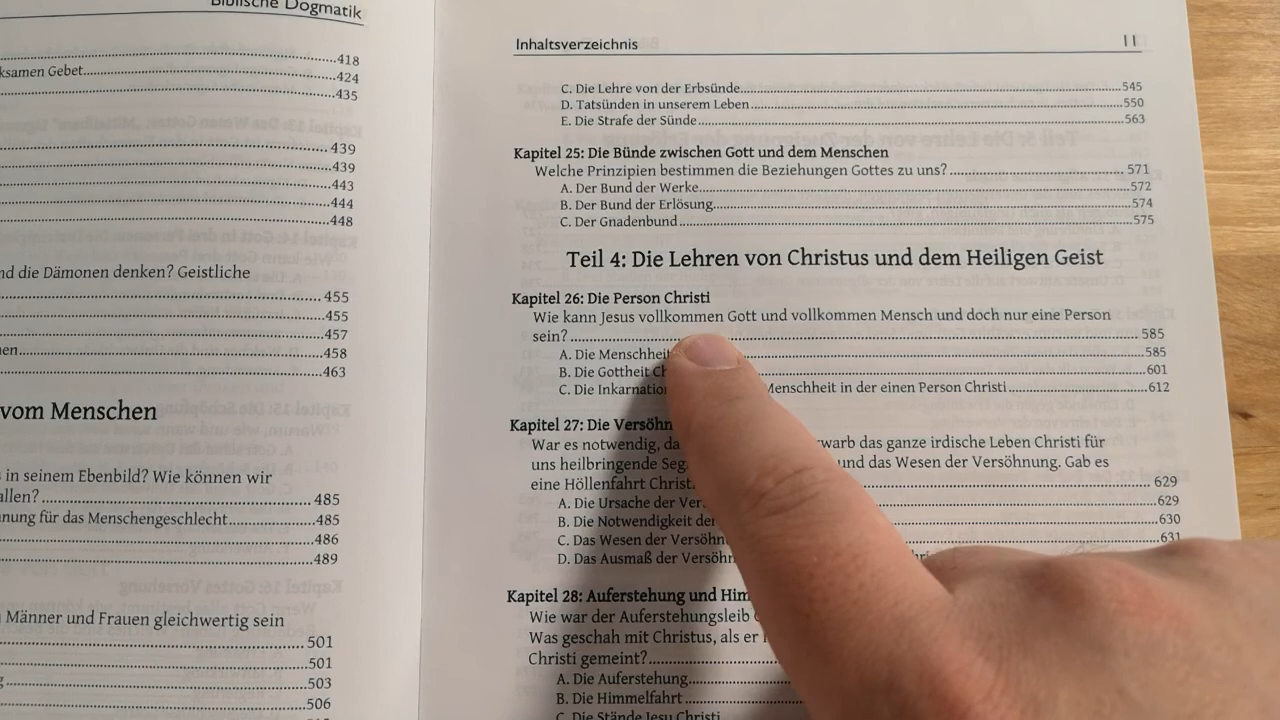 Biblische Dogmatik
418
ksamen Gebet 424
435
439
439
443
444
448
nd die Dämonen denken? Geistliche
455
455
457
en 458
463
vom Menschen
s in seinem Ebenbild? Wie können wir
allen? 485
nung für das Menschengeschlecht 485
486
489
Männer und Frauen gleichwertig sein
501
501
g 503
506
Inhaltsverzeichnis 11
C. Die Lehre von der Erbsünde 545
D. Tatsünden in unserem Leben 550
E. Die Strafe der Sünde 563
Kapitel 25: Die Bünde zwischen Gott und dem Menschen
Welche Prinzipien bestimmen die Beziehungen Gottes zu uns? 571
A. Der Bund der Werke 572
B. Der Bund der Erlösung 574
C. Der Gnadenbund 575
Teil 4: Die Lehren von Christus und dem Heiligen Geist
Kapitel 26: Die Person Christi
Wie kann Jesus vollkommen Gott und vollkommen Mensch und doch nur eine Person
sein? 585
A. Die Menschheit 585
B. Die Gottheit Ch 601
C. Die Inkarnation Menschheit in der einen Person Christi 612
Kapitel 27: Die Versöhn
War es notwendig, da warb das ganze irdische Leben Christi für
uns heilbringende Seg und das Wesen der Versöhnung. Gab es
eine Höllenfahrt Christ 629
A. Die Ursache der Ver 629
B. Die Notwendigkeit der 630
C. Das Wesen der Versöhn 631
D. Das Ausmaß der Versöhn
Kapitel 28: Auferstehung und Him
Wie war der Auferstehungsleib
Was geschah mit Christus, als er
Christi gemeint?
A. Die Auferstehung
B. Die Himmelfahrt
C. Die Stände Jesu Christi